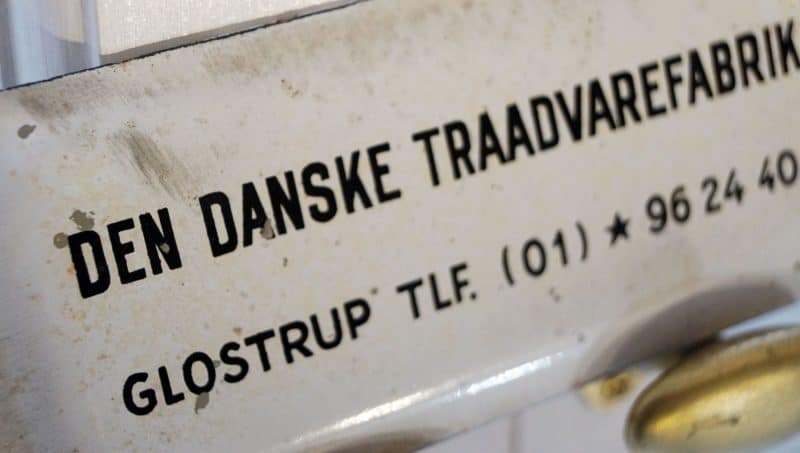 DEN DANSKE TRAADVAREFABRIK
GLOSTRUP TLF. (01) ★ 96 24 40